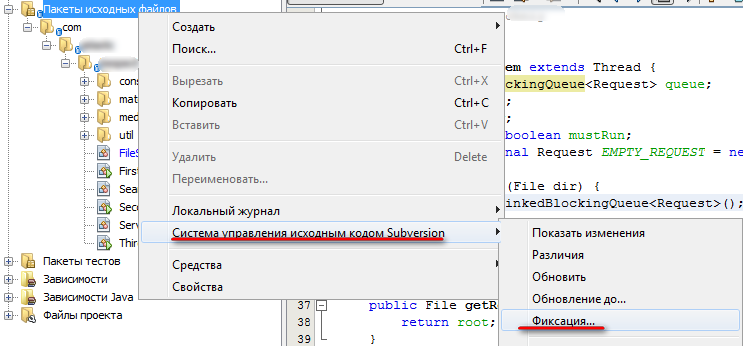 Пакеты исходных файлов
com
cons
mat
med
util
FileS
First
Sear
Seco
Serv
Thir
Пакеты тестов
Зависимости
Зависимости Java
Файлы проекта
Создать
Поиск... Ctrl+F
Вырезать Ctrl+X
Копировать Ctrl+C
Вставить Ctrl+V
Удалить Delete
Переименовать...
Локальный журнал
Система управления исходным кодом Subversion
Средства
Свойства
Показать изменения
Различия
Обновить
Обновление до...
Фиксация...
em extends Thread {
ckingQueue<Request> queue;
;
;
boolean mustRun;
nal Request EMPTY_REQUEST = ne
(File dir) {
inkedBlockingQueue<Request>();
37 public File getR
38 return root;
39 }